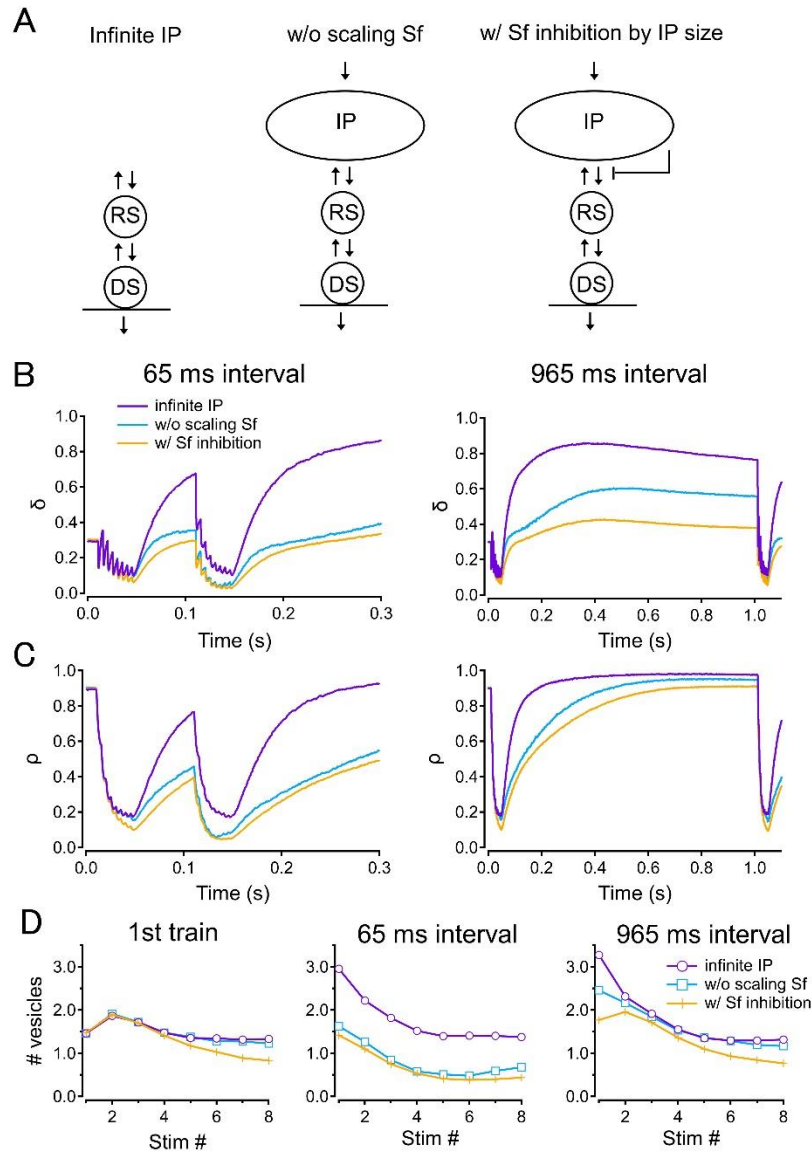 A
Infinite IP
w/o scaling Sf
w/ Sf inhibition by IP size
IP
IP
RS
RS
RS
DS
DS
DS
B
65 ms interval
965 ms interval
infinite IP
w/o scaling Sf
w/ Sf inhibition
δ
1.0
0.8
0.6
0.4
0.2
0
0.0
0.1
0.2
0.3
Time (s)
δ
1.0
0.8
0.6
0.4
0.2
0
0.0
0.2
0.4
0.6
0.8
1.0
Time (s)
C
ρ
1.0
0.8
0.6
0.4
0.2
0.0
0.0
0.1
0.2
0.3
Time (s)
ρ
1.0
0.8
0.6
0.4
0.2
0.0
0.0
0.2
0.4
0.6
0.8
1.0
Time (s)
D
1st train
65 ms interval
965 ms interval
# vesicles
3.0
2.0
1.0
0.0
2
4
6
8
Stim #
3.0
2.0
1.0
0.0
2
4
6
8
Stim #
infinite IP
w/o scaling Sf
w/ Sf inhibition
3.0
2.0
1.0
0.0
2
4
6
8
Stim #